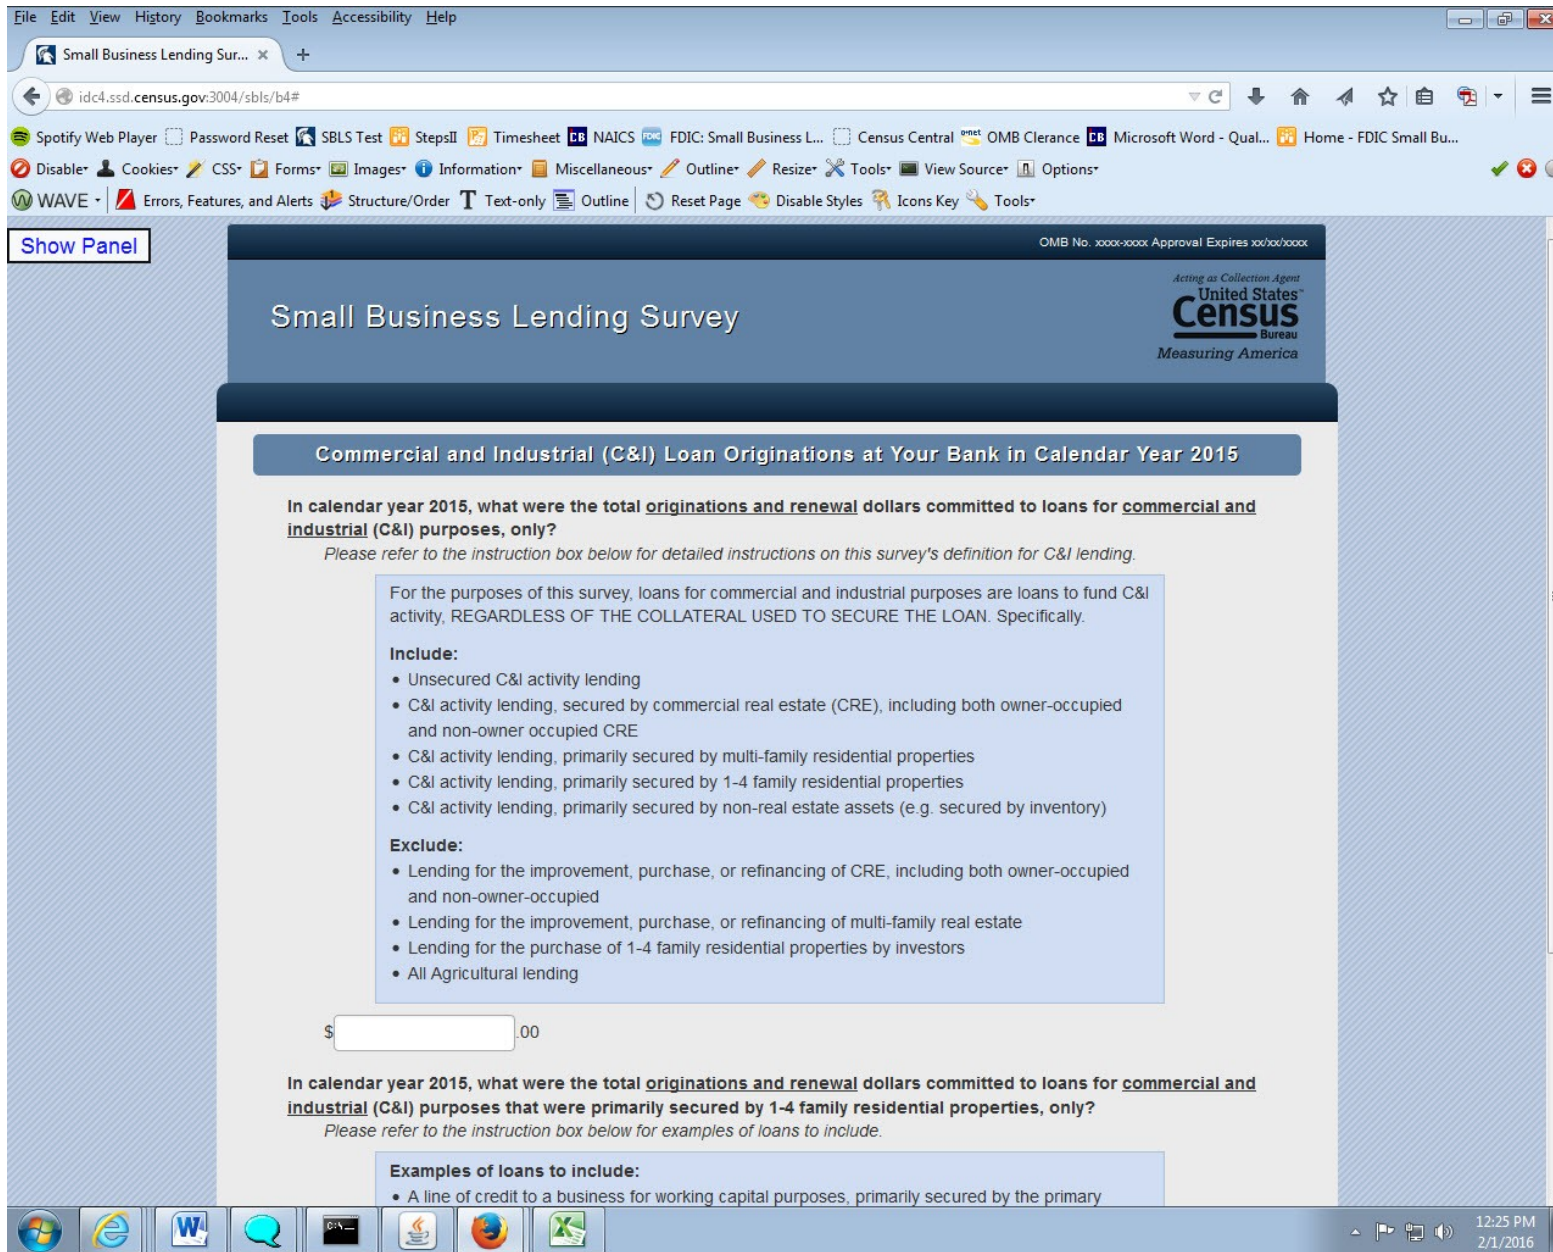 File Edit View History Bookmarks Tools Accessibility Help
Small Business Lending Sur... × +
idc4.ssd.census.gov:3004/sbls/b4#
Spotify Web Player Password Reset SBLS Test StepsII Timesheet NAICS FDIC: Small Business L... Census Central OMB Clerance Microsoft Word - Qual... Home - FDIC Small Bu...
Disable Cookies CSS Forms Images Information Miscellaneous Outline Resize Tools View Source Options
WAVE Errors, Features, and Alerts Structure/Order Text-only Outline Reset Page Disable Styles Icons Key Tools
Show Panel
OMB No. xxxx-xxxx Approval Expires xx/xx/xxxx
Small Business Lending Survey
Acting as Collection Agent
United States™
Census
Bureau
Measuring America
Commercial and Industrial (C&I) Loan Originations at Your Bank in Calendar Year 2015
In calendar year 2015, what were the total originations and renewal dollars committed to loans for commercial and
industrial (C&I) purposes, only?
Please refer to the instruction box below for detailed instructions on this survey's definition for C&I lending.
For the purposes of this survey, loans for commercial and industrial purposes are loans to fund C&I
activity, REGARDLESS OF THE COLLATERAL USED TO SECURE THE LOAN. Specifically.
Include:
• Unsecured C&I activity lending
• C&I activity lending, secured by commercial real estate (CRE), including both owner-occupied
and non-owner occupied CRE
• C&I activity lending, primarily secured by multi-family residential properties
• C&I activity lending, primarily secured by 1-4 family residential properties
• C&I activity lending, primarily secured by non-real estate assets (e.g. secured by inventory)
Exclude:
• Lending for the improvement, purchase, or refinancing of CRE, including both owner-occupied
and non-owner-occupied
• Lending for the improvement, purchase, or refinancing of multi-family real estate
• Lending for the purchase of 1-4 family residential properties by investors
• All Agricultural lending
$ .00
In calendar year 2015, what were the total originations and renewal dollars committed to loans for commercial and
industrial (C&I) purposes that were primarily secured by 1-4 family residential properties, only?
Please refer to the instruction box below for examples of loans to include.
Examples of loans to include:
• A line of credit to a business for working capital purposes, primarily secured by the primary
12:25 PM
2/1/2016